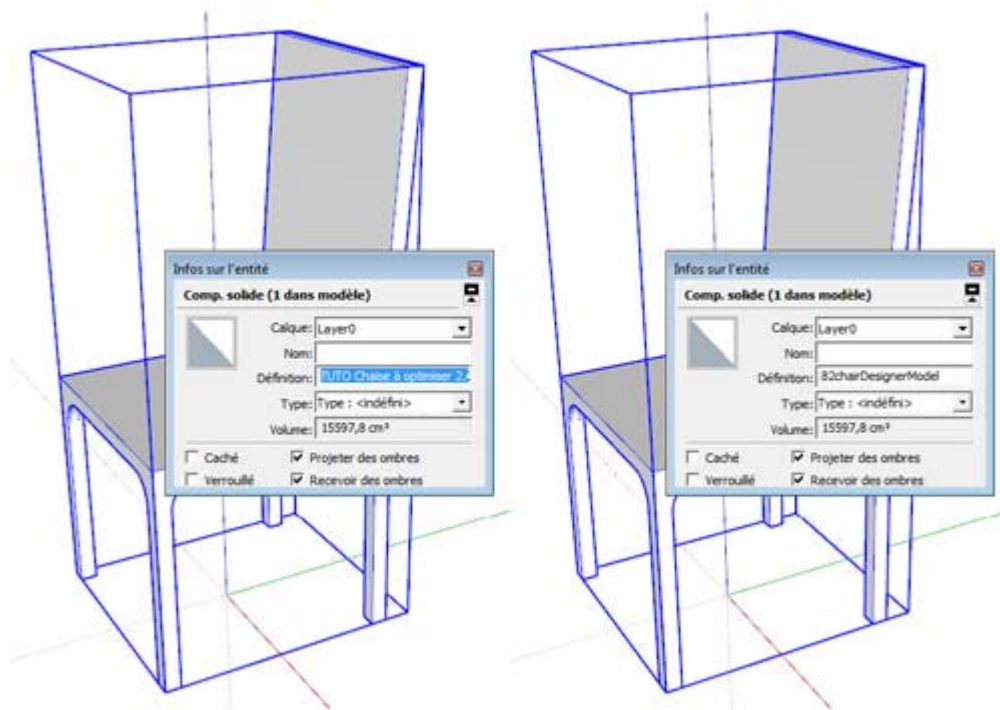 Infos sur l'entité
Comp. solide (1 dans modèle)
Calque: Layer0
Nom:
Définition: TUTO Chaise à optimiser 2.
Type: Type : <indéfini>
Volume: 15597,8 cm³
Caché Projeter des ombres
Verrouillé Recevoir des ombres
Infos sur l'entité
Comp. solide (1 dans modèle)
Calque: Layer0
Nom:
Définition: 82chairDesignerModel
Type: Type : <indéfini>
Volume: 15597,8 cm³
Caché Projeter des ombres
Verrouillé Recevoir des ombres